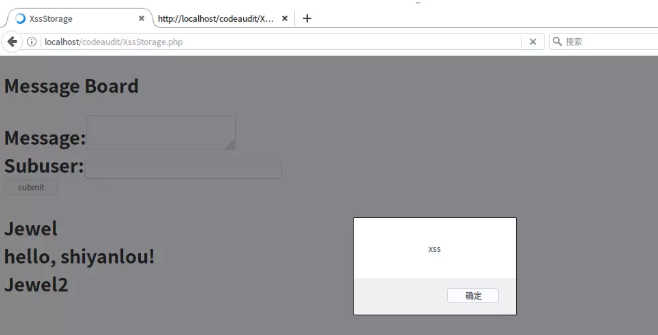 XssStorage
http://localhost/codeaudit/X...
localhost/codeaudit/XssStorage.php
搜索
Message Board
Message:
Subuser:
submit
Jewel
hello, shiyanlou!
Jewel2
xss
确定